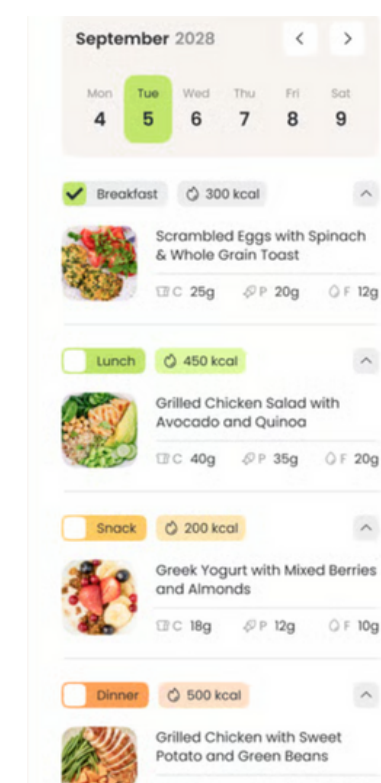 September 2028
Mon Tue Wed Thu Fri Sat
4 5 6 7 8 9
Breakfast 300 kcal
Scrambled Eggs with Spinach
& Whole Grain Toast
C 25g P 20g F 12g
Lunch 450 kcal
Grilled Chicken Salad with
Avocado and Quinoa
C 40g P 35g F 20g
Snack 200 kcal
Greek Yogurt with Mixed Berries
and Almonds
C 18g P 12g F 10g
Dinner 500 kcal
Grilled Chicken with Sweet
Potato and Green Beans